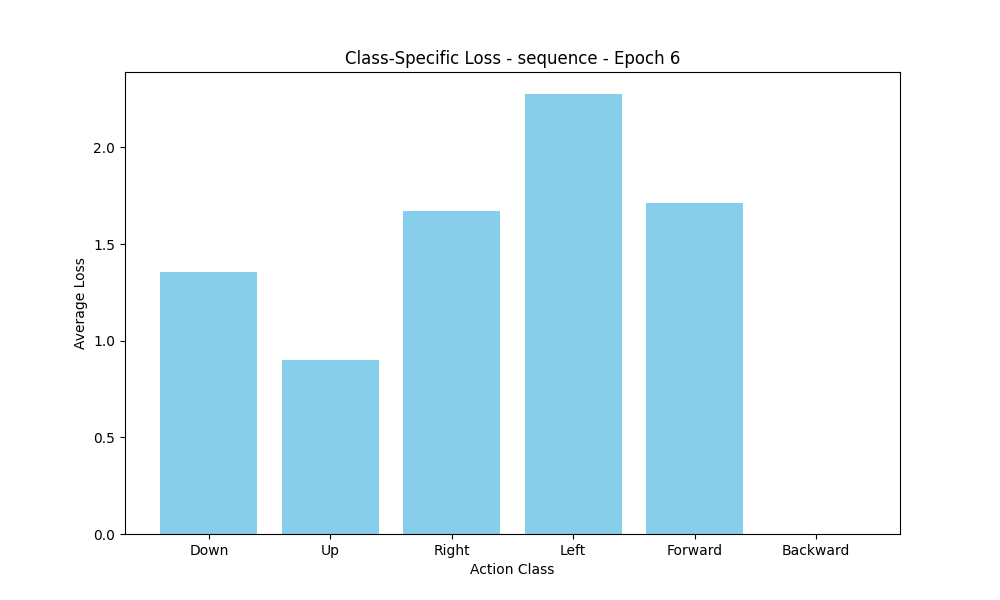 Class-Specific Loss - sequence - Epoch 6
Average Loss
2.0
1.5
1.0
0.5
0.0
Down Up Right Left Forward Backward
Action Class